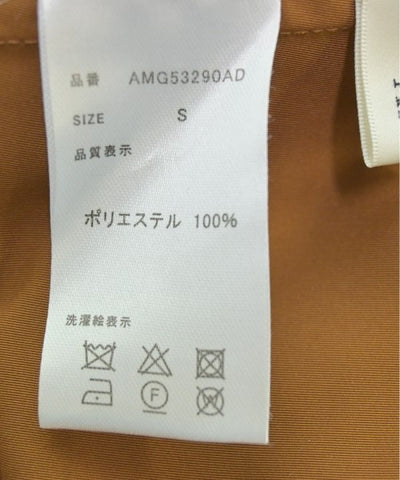 品番 AMG53290AD
SIZE S
品質表示
ポリエステル 100%
洗濯絵表示
F
W